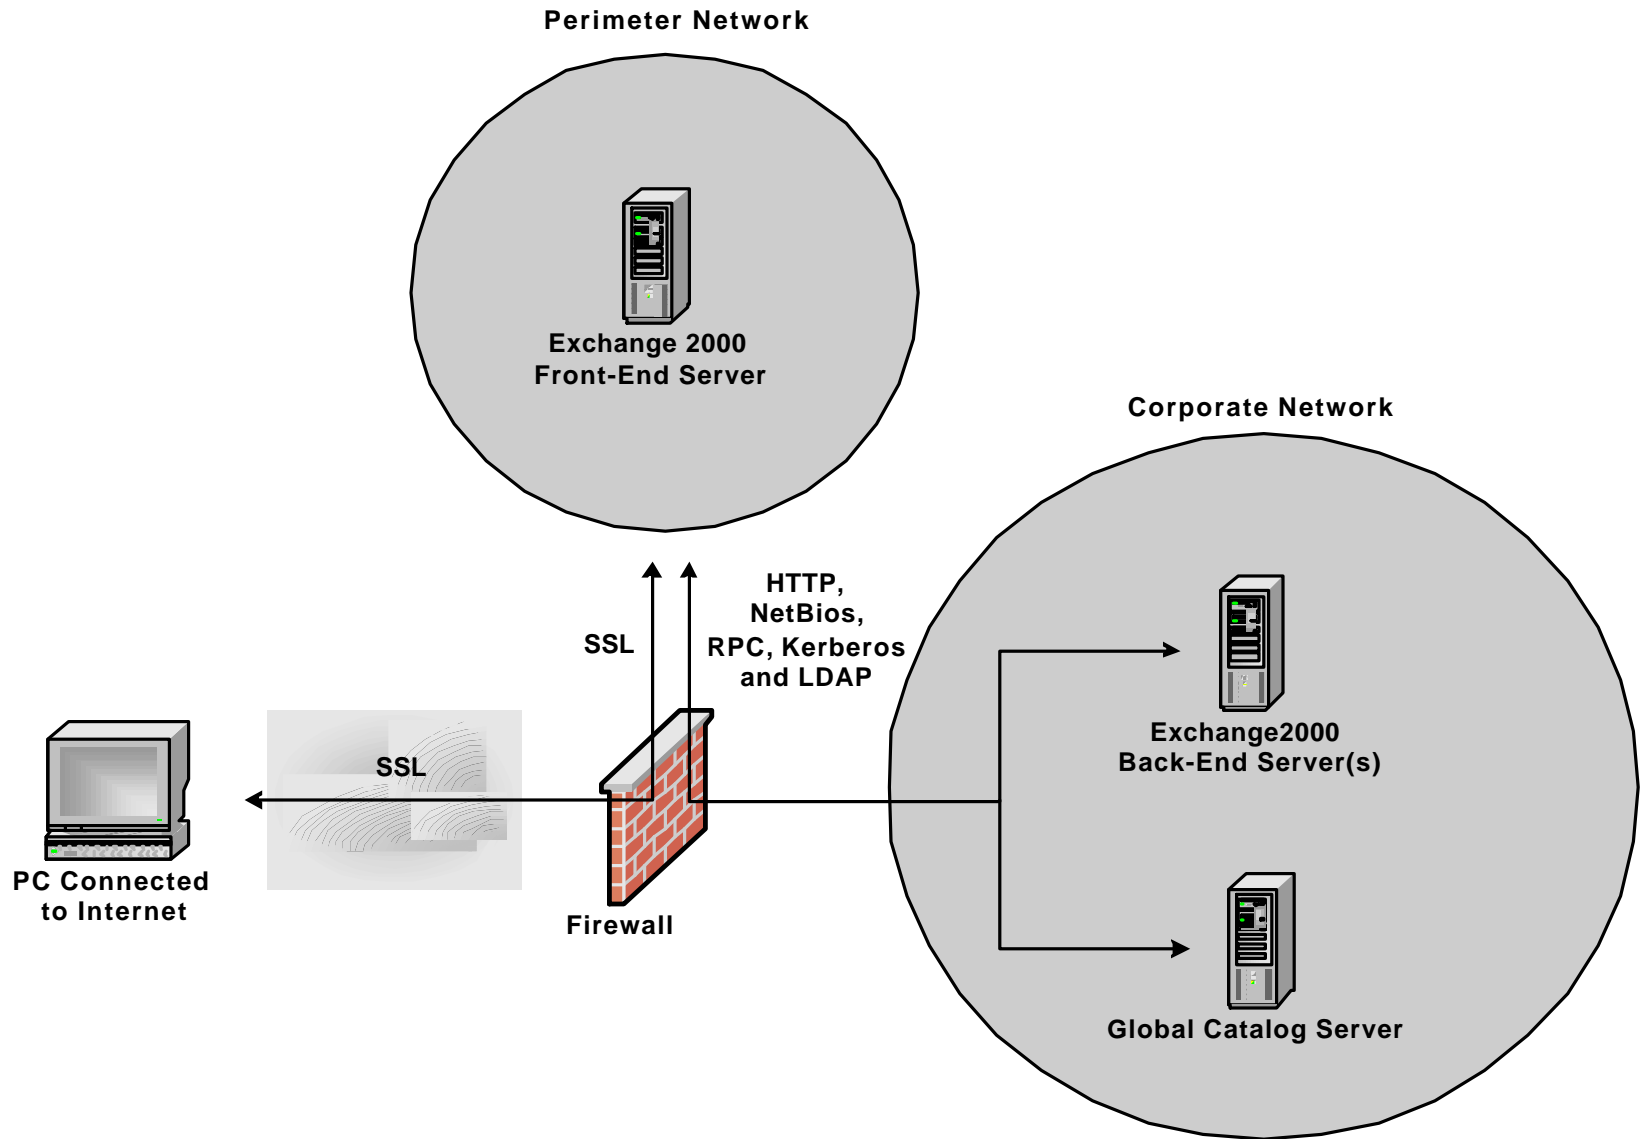 Perimeter Network
Exchange 2000
Front-End Server
Corporate Network
HTTP,
NetBios,
RPC, Kerberos
and LDAP
SSL
SSL
Exchange2000
Back-End Server(s)
PC Connected
to Internet
Firewall
Global Catalog Server